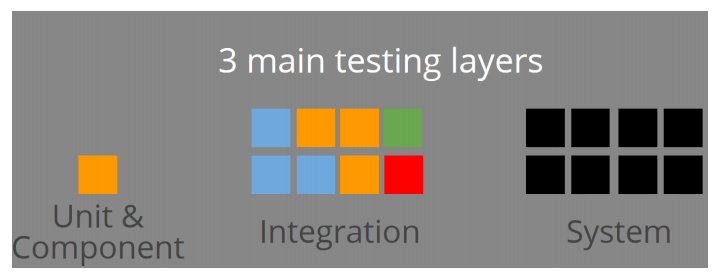 3 main testing layers
Unit &
Component
Integration
System